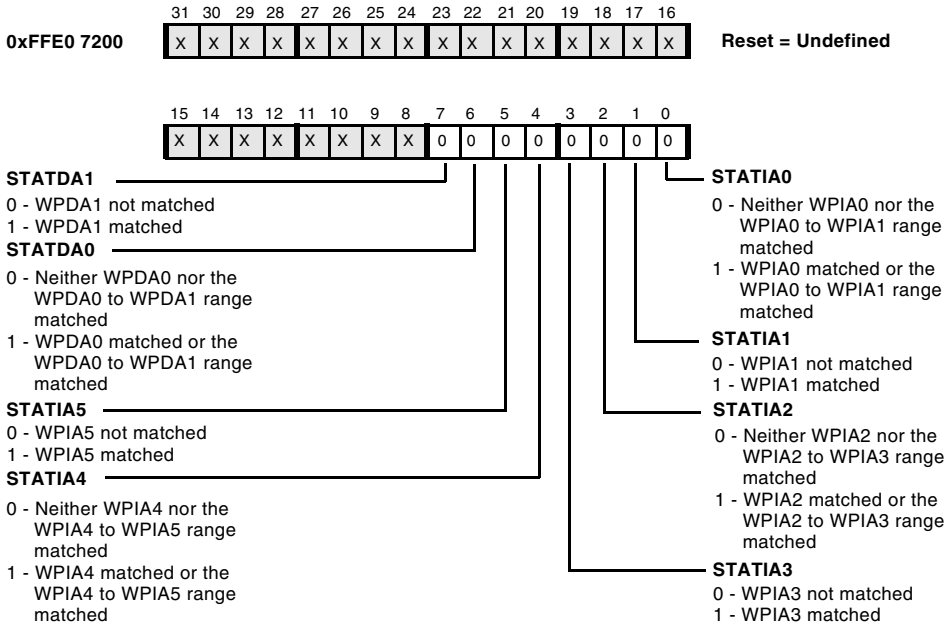 31 30 29 28 27 26 25 24 23 22 21 20 19 18 17 16
0xFFE0 7200 X X X X X X X X X X X X X X X X Reset = Undefined
15 14 13 12 11 10 9 8 7 6 5 4 3 2 1 0
X X X X X X X X 0 0 0 0 0 0 0 0
STATDA1
0 - WPDA1 not matched
1 - WPDA1 matched
STATDA0
0 - Neither WPDA0 nor the
WPDA0 to WPDA1 range
matched
1 - WPDA0 matched or the
WPDA0 to WPDA1 range
matched
STATIA5
0 - WPIA5 not matched
1 - WPIA5 matched
STATIA4
0 - Neither WPIA4 nor the
WPIA4 to WPIA5 range
matched
1 - WPIA4 matched or the
WPIA4 to WPIA5 range
matched
STATIA0
0 - Neither WPIA0 nor the
WPIA0 to WPIA1 range
matched
1 - WPIA0 matched or the
WPIA0 to WPIA1 range
matched
STATIA1
0 - WPIA1 not matched
1 - WPIA1 matched
STATIA2
0 - Neither WPIA2 nor the
WPIA2 to WPIA3 range
matched
1 - WPIA2 matched or the
WPIA2 to WPIA3 range
matched
STATIA3
0 - WPIA3 not matched
1 - WPIA3 matched